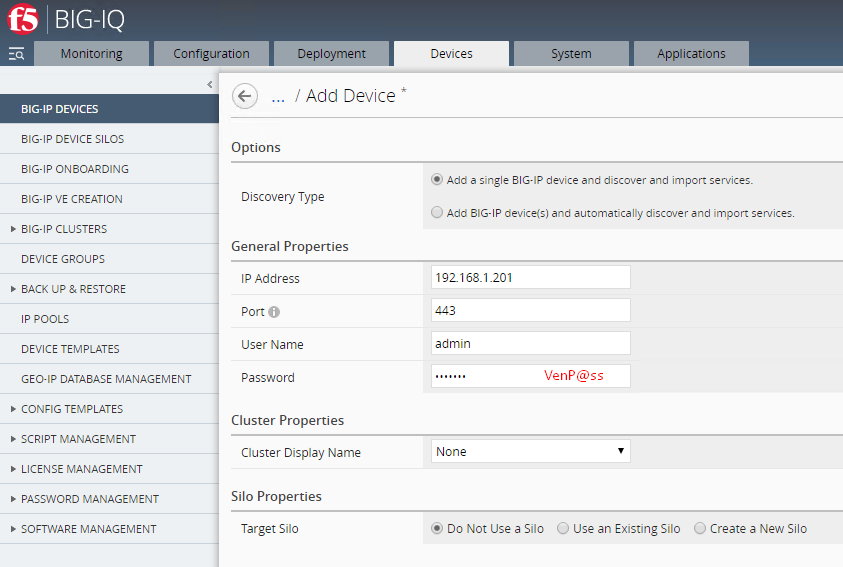 f5 BIG-IQ
Monitoring Configuration Deployment Devices System Applications
<
BIG-IP DEVICES
BIG-IP DEVICE SILOS
BIG-IP ONBOARDING
BIG-IP VE CREATION
BIG-IP CLUSTERS
DEVICE GROUPS
BACK UP & RESTORE
IP POOLS
DEVICE TEMPLATES
GEO-IP DATABASE MANAGEMENT
CONFIG TEMPLATES
SCRIPT MANAGEMENT
LICENSE MANAGEMENT
PASSWORD MANAGEMENT
SOFTWARE MANAGEMENT
... / Add Device *
Options
Discovery Type
Add a single BIG-IP device and discover and import services.
Add BIG-IP device(s) and automatically discover and import services.
General Properties
IP Address 192.168.1.201
Port 443
User Name admin
Password ••••••• VenP@ss
Cluster Properties
Cluster Display Name None
Silo Properties
Target Silo Do Not Use a Silo Use an Existing Silo Create a New Silo